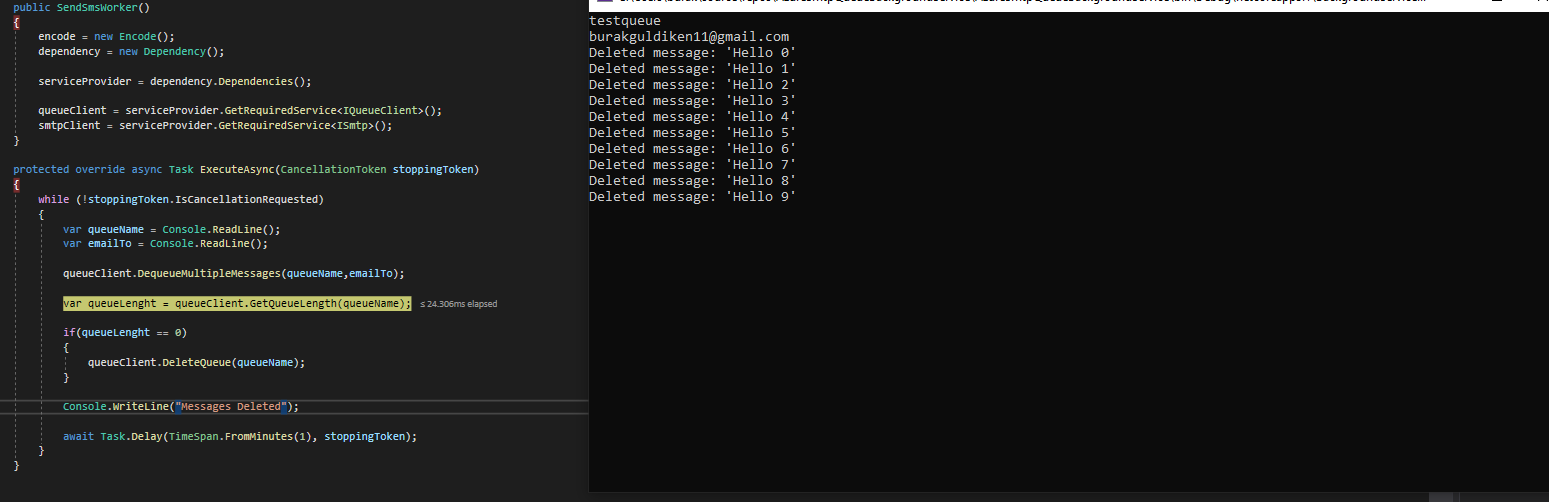 public SendSmsWorker()
{
encode = new Encode();
dependency = new Dependency();
serviceProvider = dependency.Dependencies();
queueClient = serviceProvider.GetRequiredService<IQueueClient>();
smtpClient = serviceProvider.GetRequiredService<ISmtp>();
}
protected override async Task ExecuteAsync(CancellationToken stoppingToken)
{
while (!stoppingToken.IsCancellationRequested)
{
var queueName = Console.ReadLine();
var emailTo = Console.ReadLine();
queueClient.DequeueMultipleMessages(queueName,emailTo);
var queueLenght = queueClient.GetQueueLength(queueName); ≤ 24.306ms elapsed
if(queueLenght == 0)
{
queueClient.DeleteQueue(queueName);
}
Console.WriteLine("Messages Deleted");
await Task.Delay(TimeSpan.FromMinutes(1), stoppingToken);
}
}
testqueue
burakguldiken11@gmail.com
Deleted message: 'Hello 0'
Deleted message: 'Hello 1'
Deleted message: 'Hello 2'
Deleted message: 'Hello 3'
Deleted message: 'Hello 4'
Deleted message: 'Hello 5'
Deleted message: 'Hello 6'
Deleted message: 'Hello 7'
Deleted message: 'Hello 8'
Deleted message: 'Hello 9'